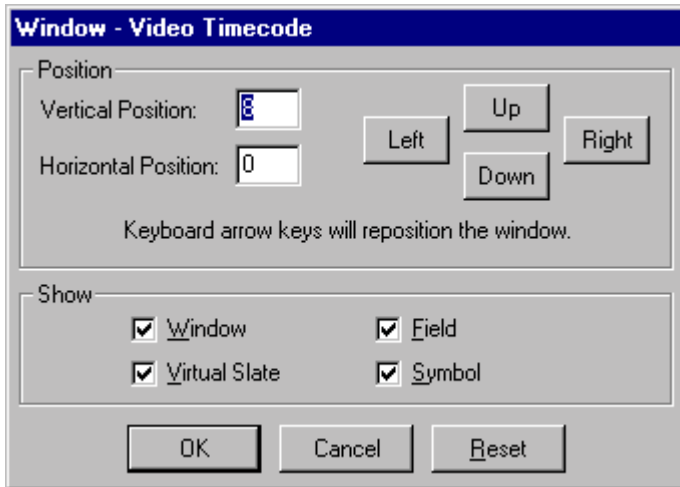 Window - Video Timecode
Position
Vertical Position: 8
Up
Left
Right
Horizontal Position: 0
Down
Keyboard arrow keys will reposition the window.
Show
Window
Field
Virtual Slate
Symbol
OK Cancel Reset